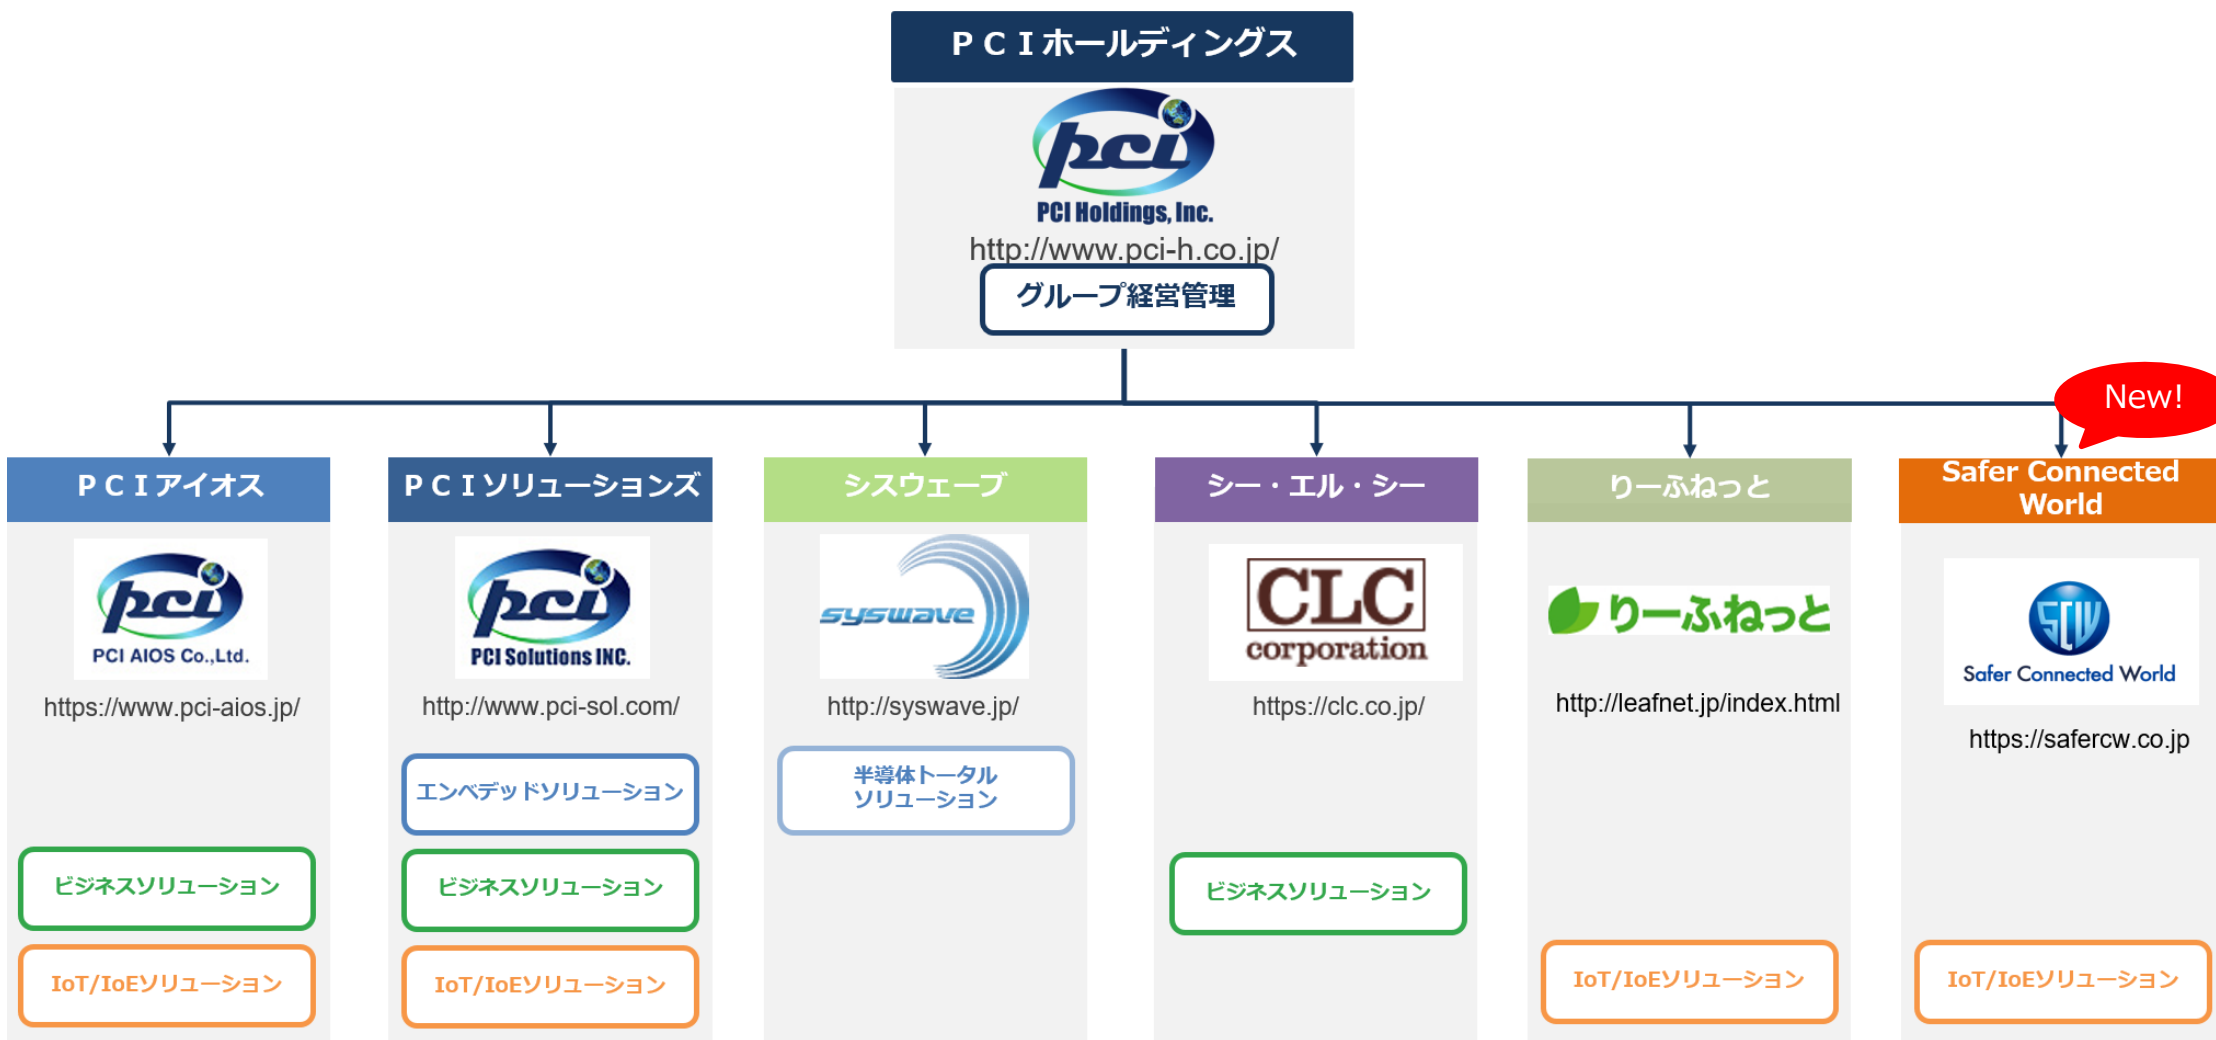 ＰＣＩホールディングス
pci
PCI Holdings, Inc.
http://www.pci-h.co.jp/
グループ経営管理
New!
ＰＣＩアイオス
pci
PCI AIOS Co.,Ltd.
https://www.pci-aios.jp/
ビジネスソリューション
IoT/IoEソリューション
ＰＣＩソリューションズ
pci
PCI Solutions INC.
http://www.pci-sol.com/
エンベデッドソリューション
ビジネスソリューション
IoT/IoEソリューション
シスウェーブ
syswave
http://syswave.jp/
半導体トータル
ソリューション
シー・エル・シー
CLC
corporation
https://clc.co.jp/
ビジネスソリューション
りーふねっと
りーふねっと
http://leafnet.jp/index.html
IoT/IoEソリューション
Safer Connected
World
SCW
Safer Connected World
https://safercw.co.jp
IoT/IoEソリューション